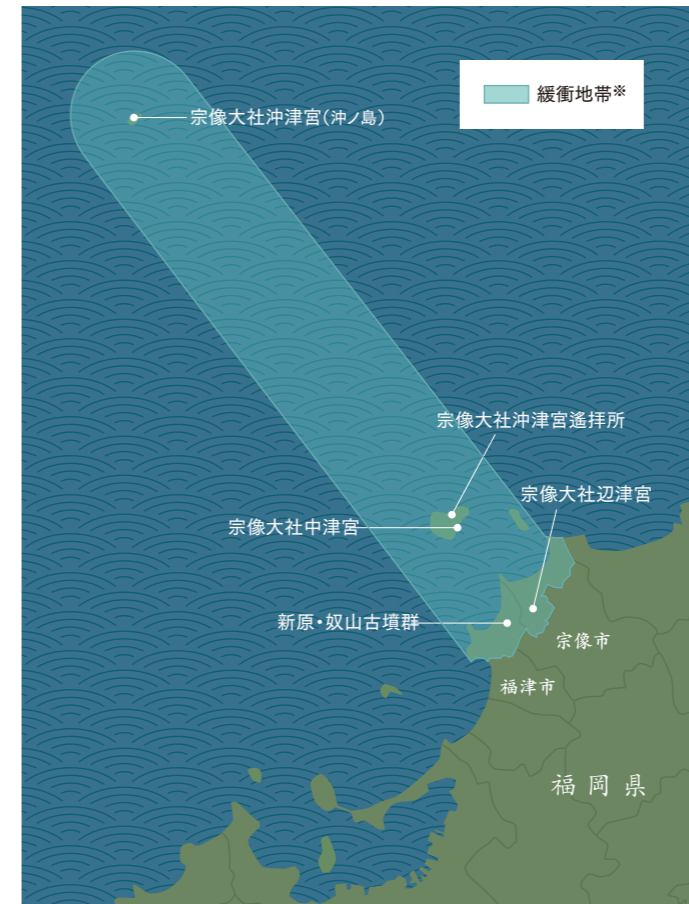 緩衝地帯※
宗像大社沖津宮(沖ノ島)
宗像大社沖津宮遙拝所
宗像大社辺津宮
宗像大社中津宮
新原・奴山古墳群
宗像市
福津市
福岡県